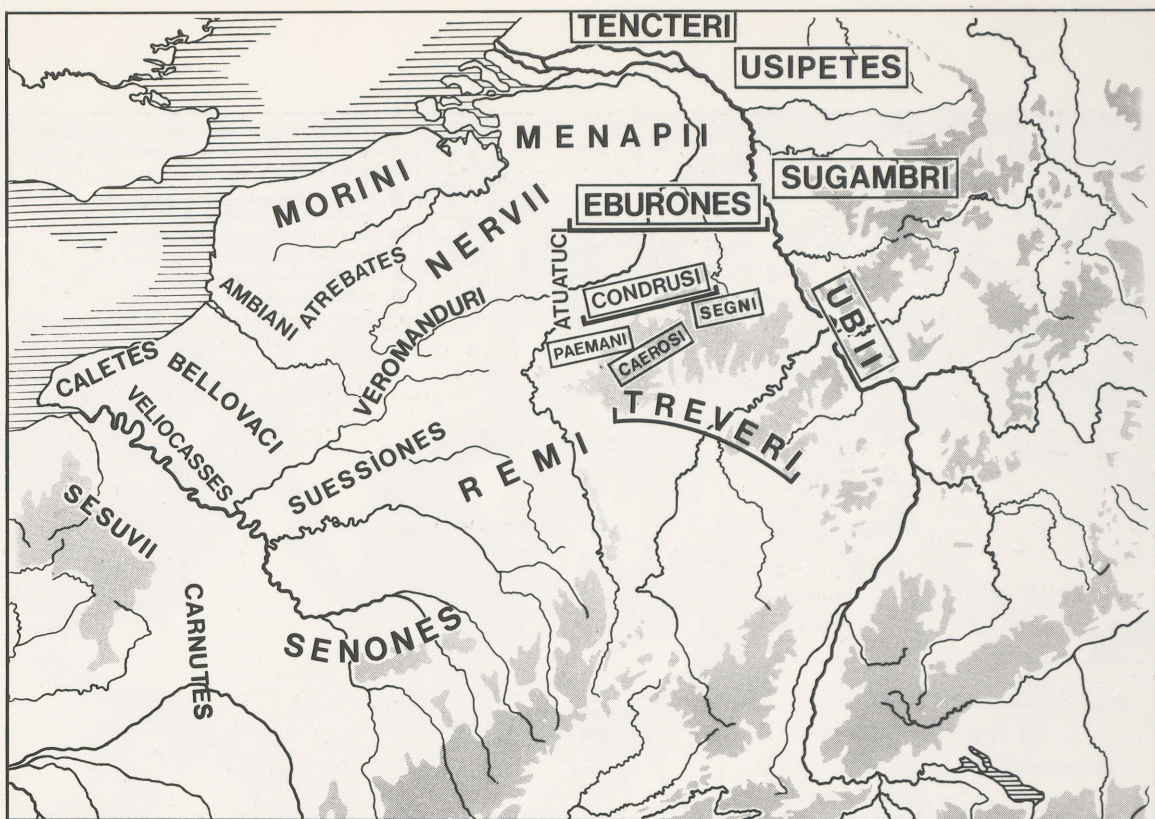 TENCTERI
USIPETES
MENAPII
SUGAMBRI
MORINI
EBURONES
NERVII
ATUATUCI
ATREBATES
AMBIANI
CONDRUSI
SEGNI
UBII
VEROMANDURI
PAEMANI
CAEROSI
CALETES
BELLOVACI
VELIOCASSES
TREVERI
SUESSIONES
REMI
SESUVII
CARNUTES
SENONES